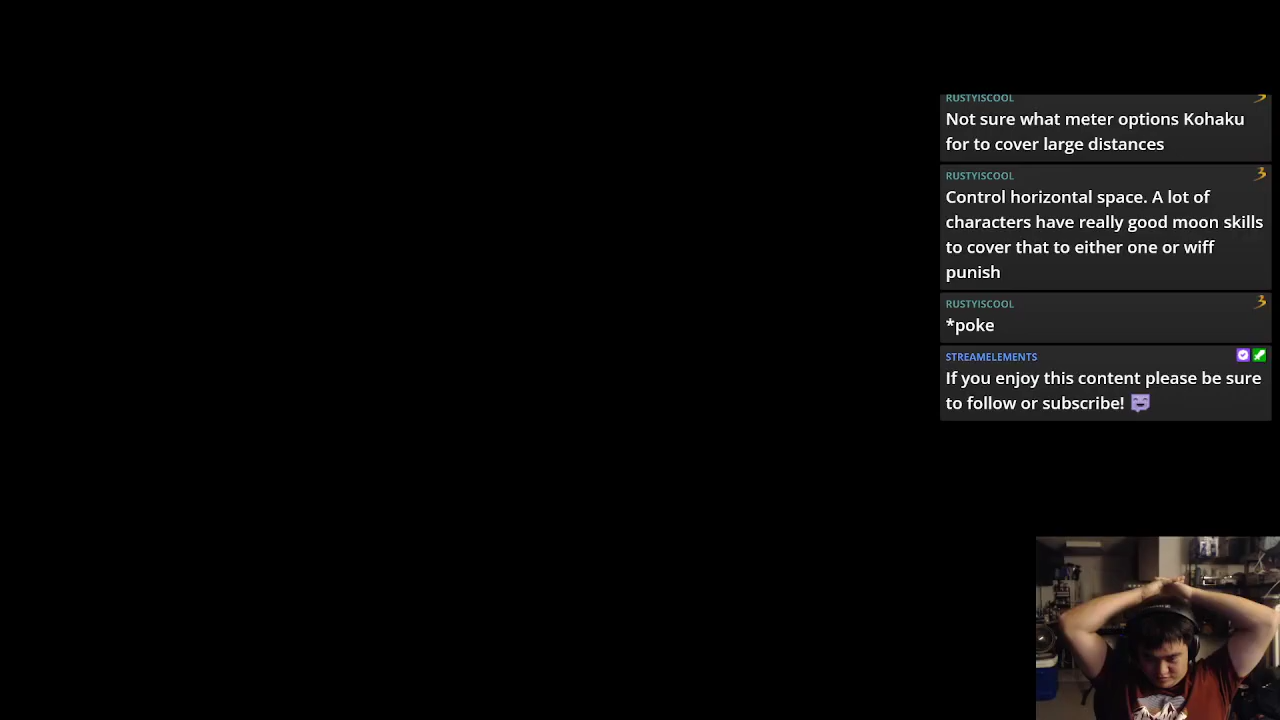 RUSTYISCOOL
Not sure what meter options Kohaku
for to cover large distances
RUSTYISCOOL
Control horizontal space. A lot of
characters have really good moon skills
to cover that to either one or wiff
punish
RUSTYISCOOL
*poke
STREAMELEMENTS
If you enjoy this content please be sure
to follow or subscribe!